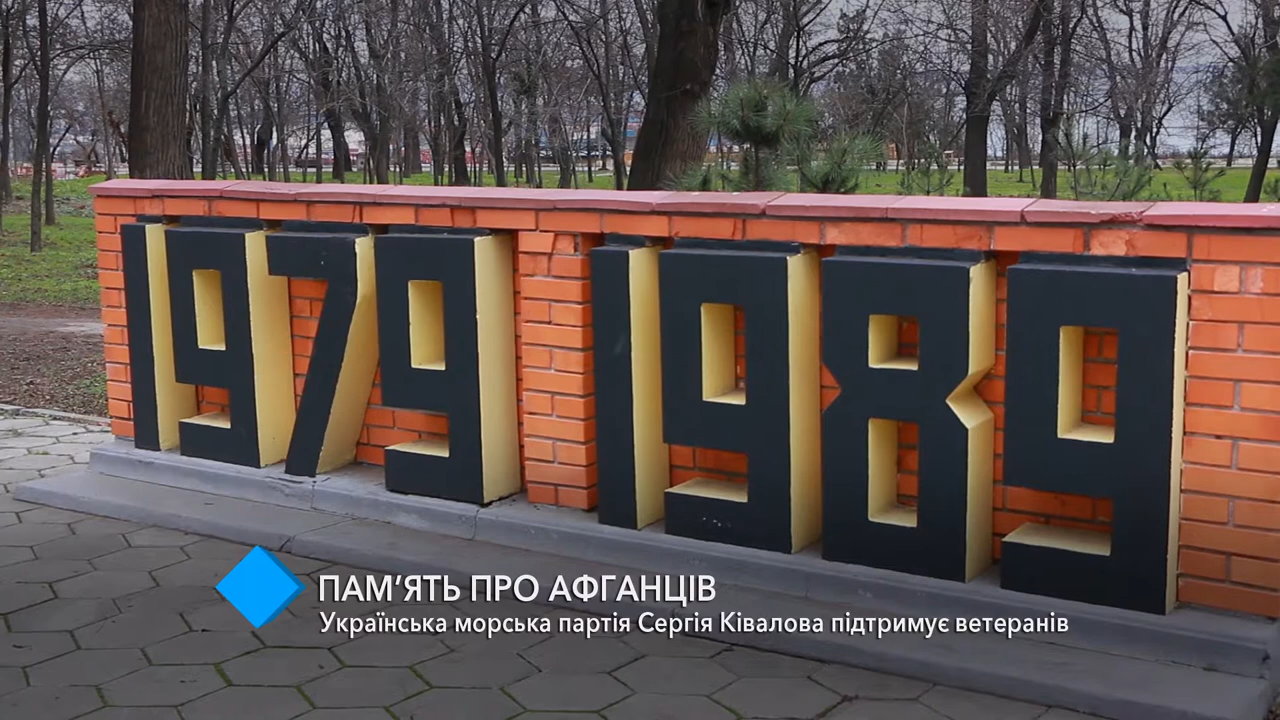 1979 1989
ПАМ’ЯТЬ ПРО АФГАНЦІВ
Українська морська партія Сергія Ківалова підтримує ветеранів